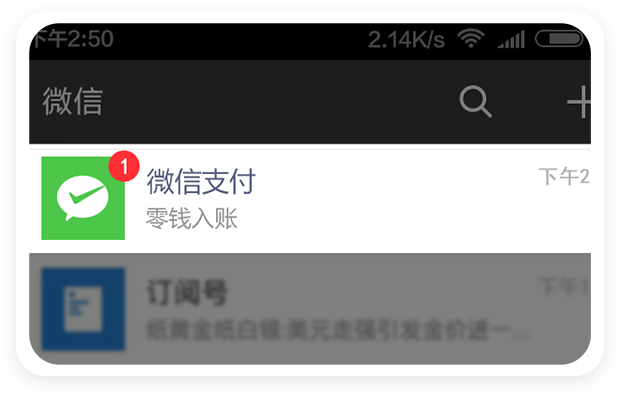 下午2:50 2.14K/s
微信
1
微信支付 下午2
零钱入账
订阅号 下午1
纸黄金纸白银:美元走强引发金价进一...